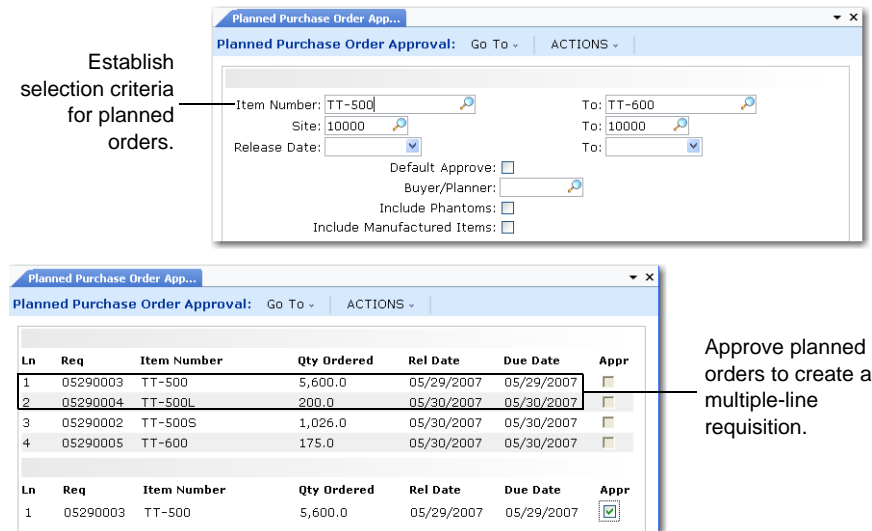 Planned Purchase Order App...
Planned Purchase Order Approval: Go To ACTIONS
Establish
selection criteria
for planned
orders.
Item Number: TT-500 To: TT-600
Site: 10000 To: 10000
Release Date: To:
Default Approve:
Buyer/Planner:
Include Phantoms:
Include Manufactured Items:
Planned Purchase Order App...
Planned Purchase Order Approval: Go To ACTIONS
Ln Req Item Number Qty Ordered Rel Date Due Date Appr
1 05290003 TT-500 5,600.0 05/29/2007 05/29/2007
2 05290004 TT-500L 200.0 05/30/2007 05/30/2007
3 05290002 TT-500S 1,026.0 05/30/2007 05/30/2007
4 05290005 TT-600 175.0 05/30/2007 05/30/2007
Approve planned
orders to create a
multiple-line
requisition.
Ln Req Item Number Qty Ordered Rel Date Due Date Appr
1 05290003 TT-500 5,600.0 05/29/2007 05/29/2007